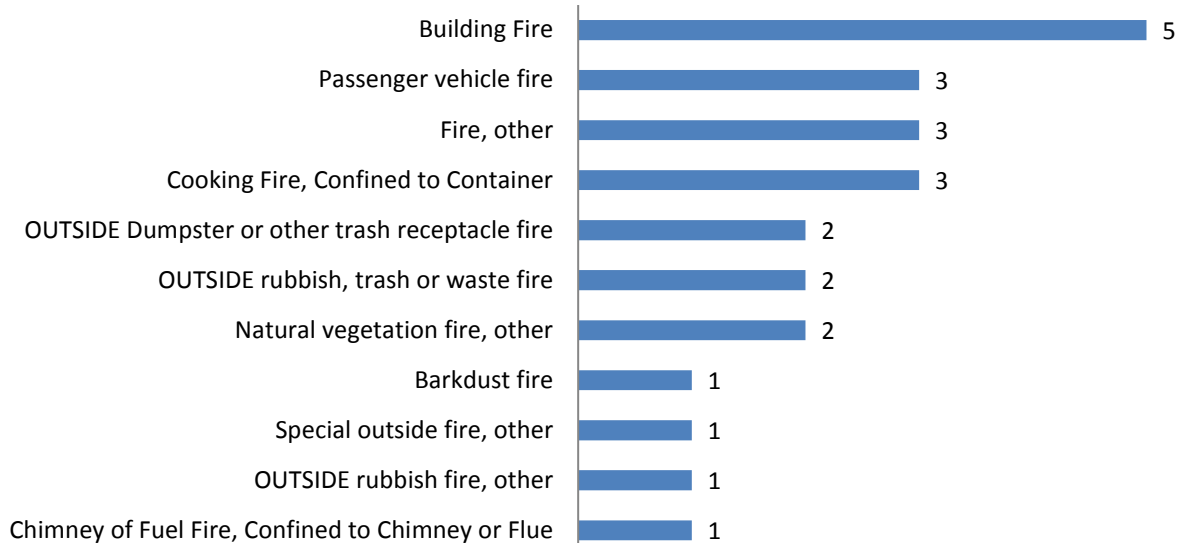 Building Fire 5
Passenger vehicle fire 3
Fire, other 3
Cooking Fire, Confined to Container 3
OUTSIDE Dumpster or other trash receptacle fire 2
OUTSIDE rubbish, trash or waste fire 2
Natural vegetation fire, other 2
Barkdust fire 1
Special outside fire, other 1
OUTSIDE rubbish fire, other 1
Chimney of Fuel Fire, Confined to Chimney or Flue 1